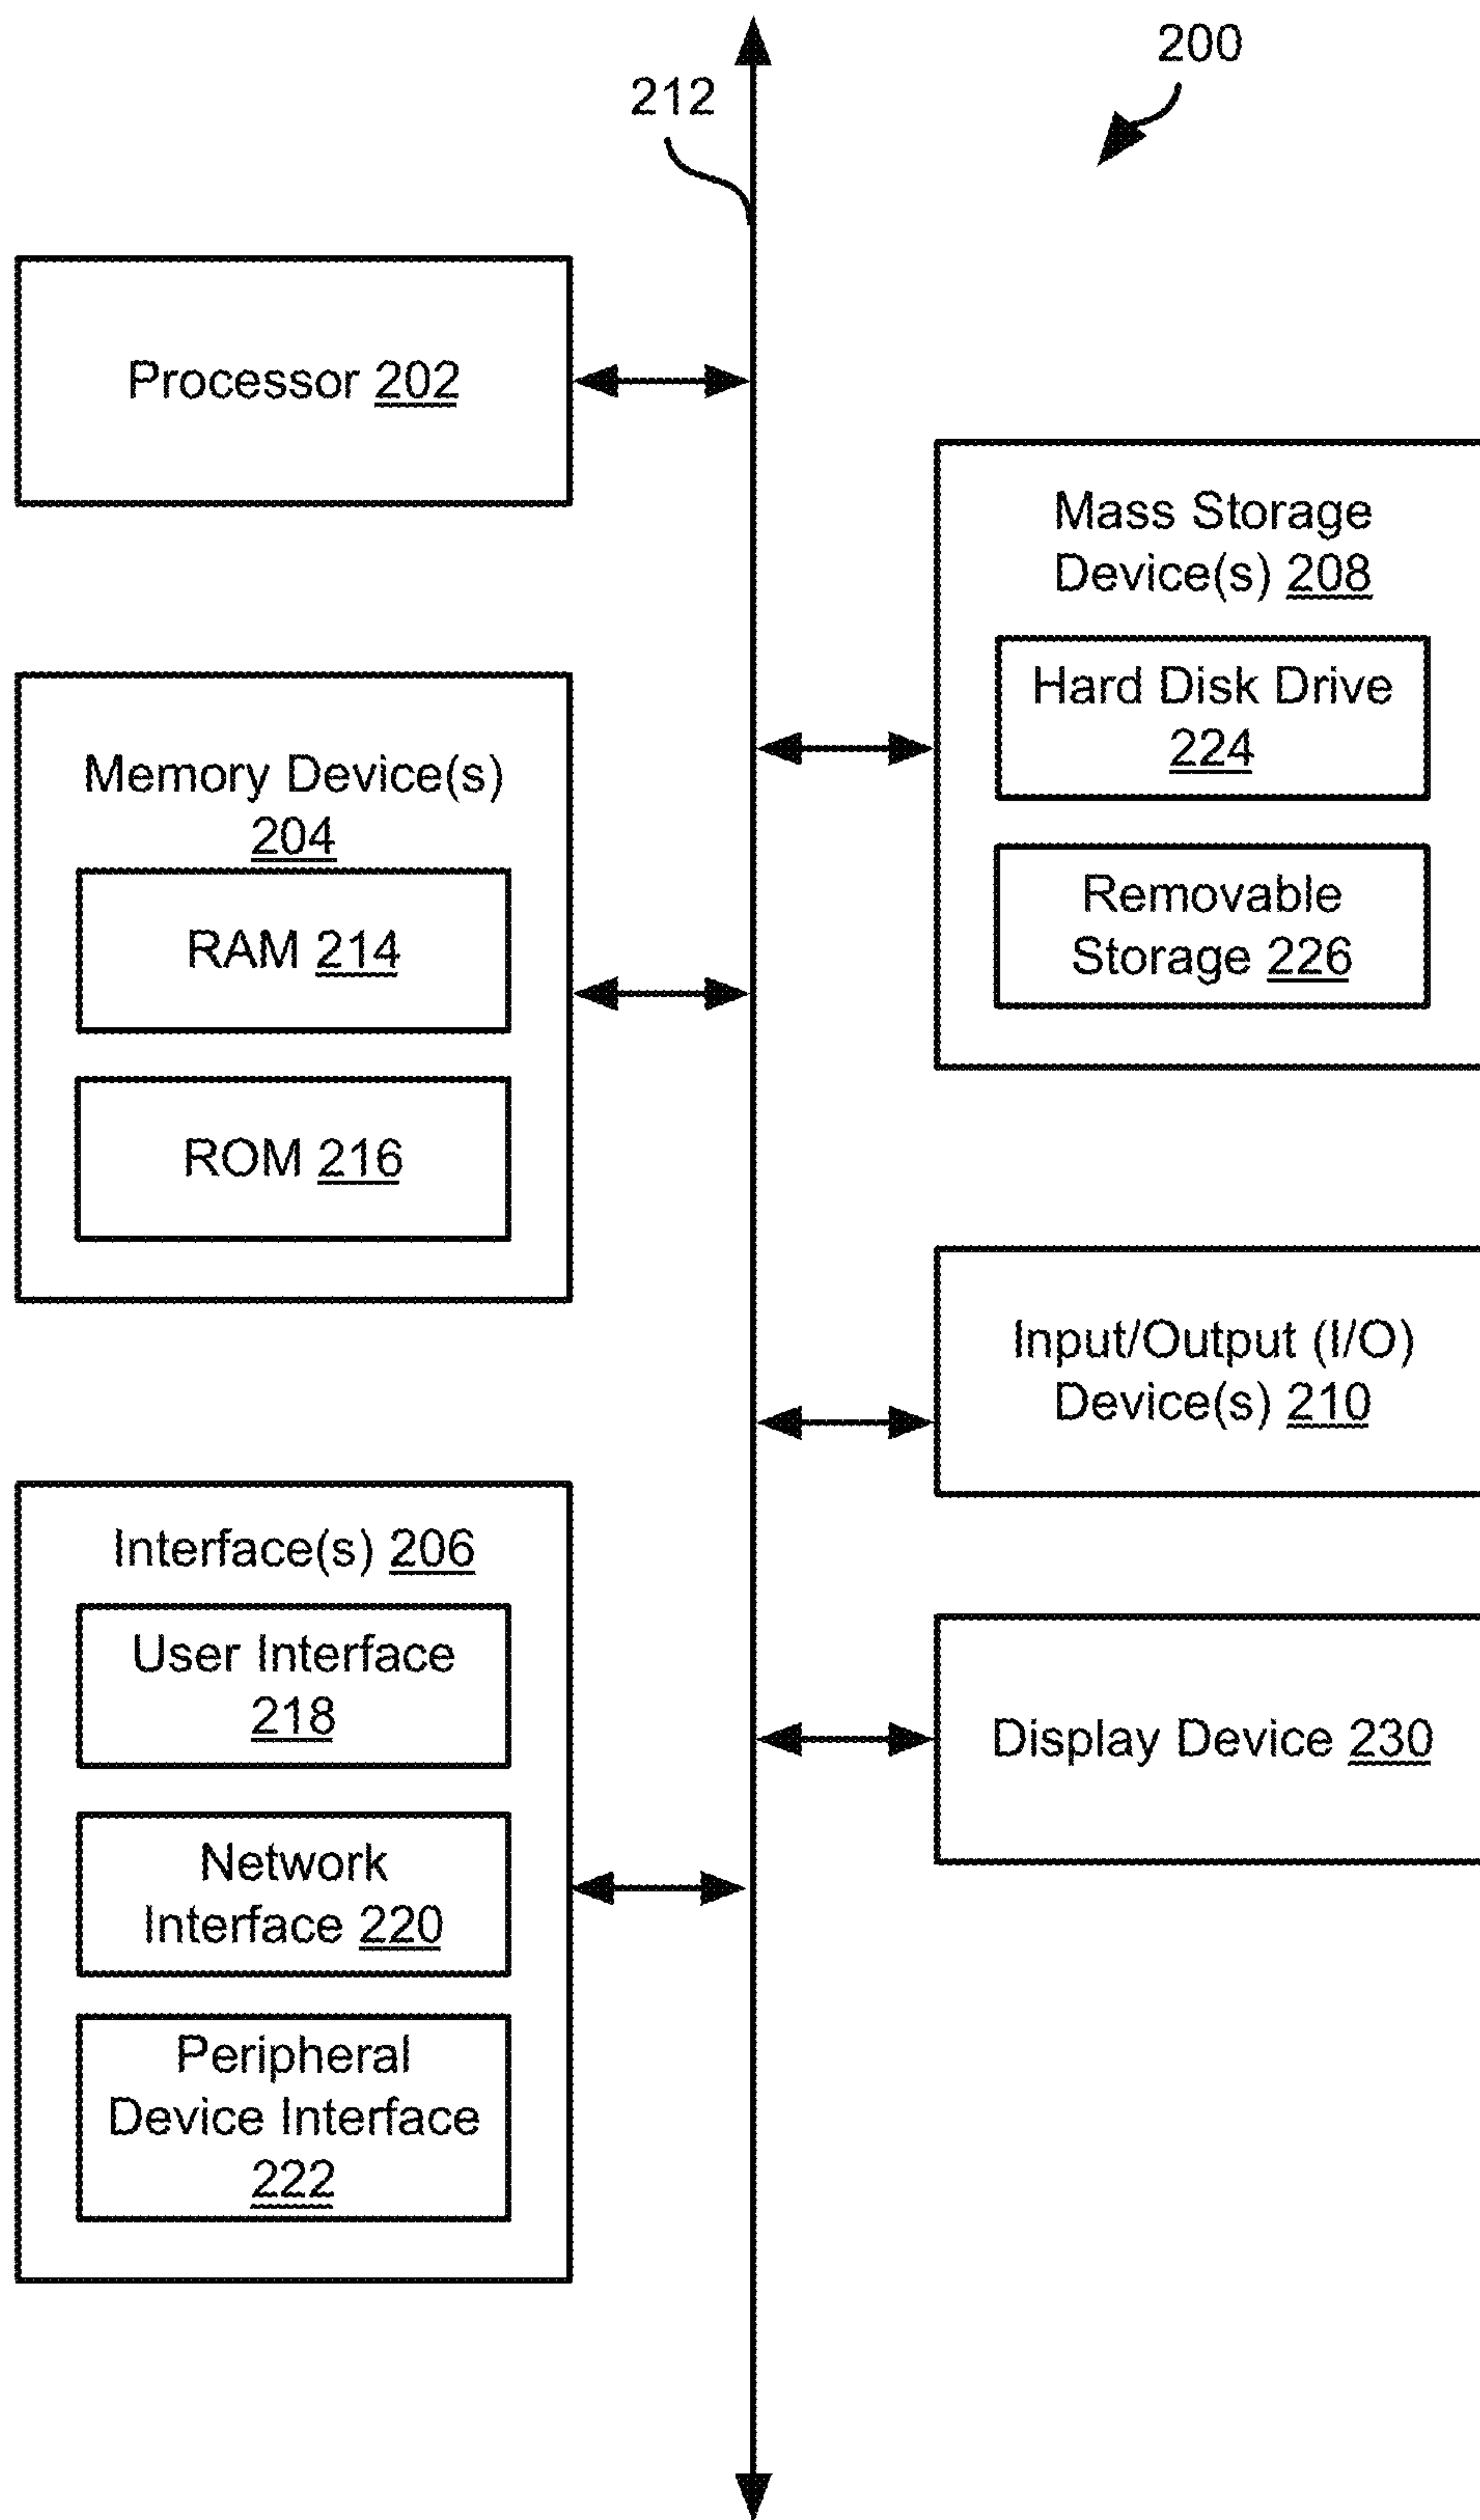 200
212
Processor 202
Mass Storage
Device(s) 208
Hard Disk Drive
224
Removable
Storage 226
Memory Device(s)
204
RAM 214
ROM 216
Input/Output (I/O)
Device(s) 210
Interface(s) 206
User Interface
218
Network
Interface 220
Peripheral
Device Interface
222
Display Device 230